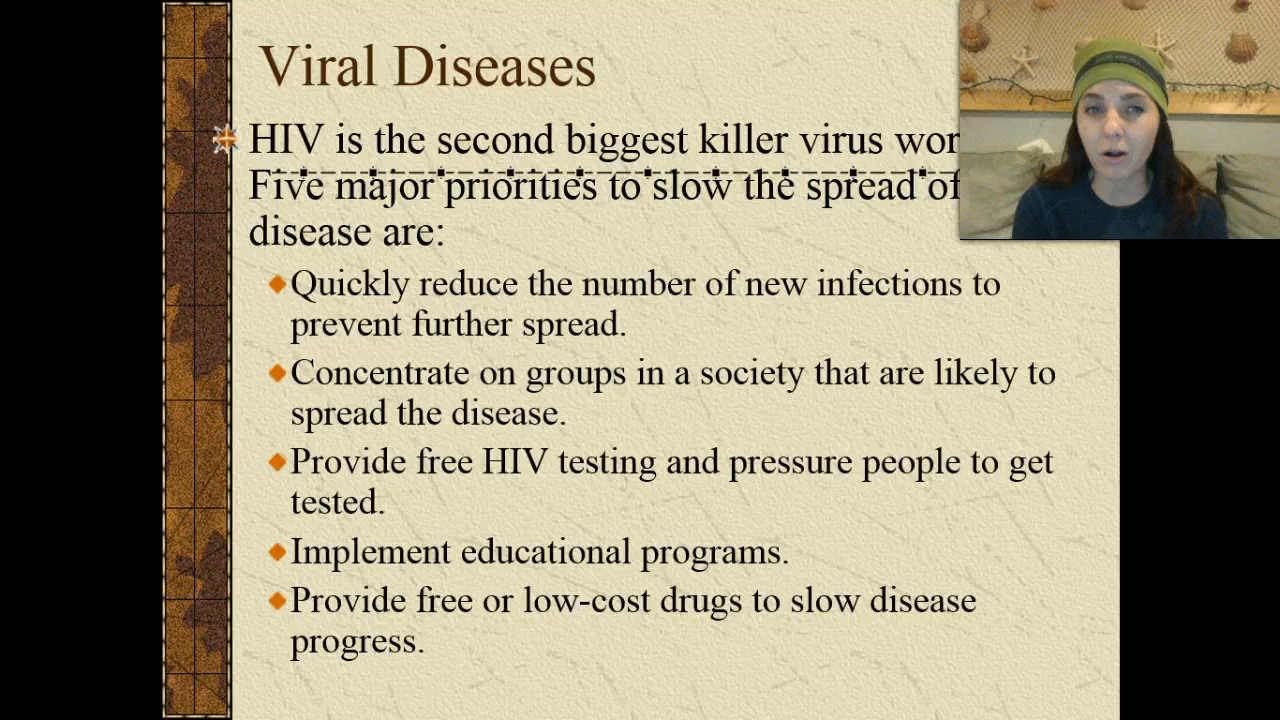 Viral Diseases
HIV is the second biggest killer virus wor
Five major priorities to slow the spread of
disease are:
Quickly reduce the number of new infections to
prevent further spread.
Concentrate on groups in a society that are likely to
spread the disease.
Provide free HIV testing and pressure people to get
tested.
Implement educational programs.
Provide free or low-cost drugs to slow disease
progress.